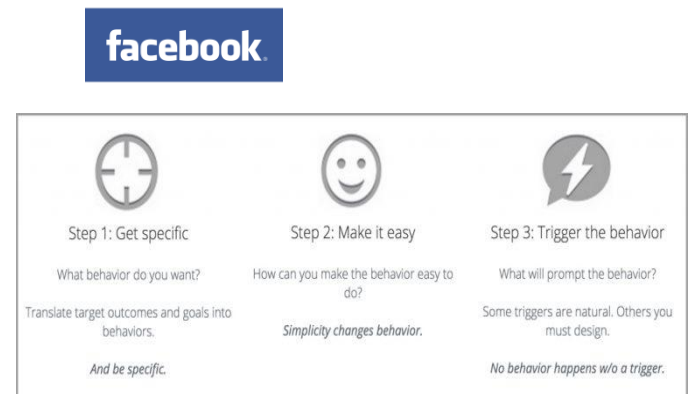 facebook
Step 1: Get specific
What behavior do you want?
Translate target outcomes and goals into
behaviors.
And be specific.
Step 2: Make it easy
How can you make the behavior easy to
do?
Simplicity changes behavior.
Step 3: Trigger the behavior
What will prompt the behavior?
Some triggers are natural. Others you
must design.
No behavior happens w/o a trigger.